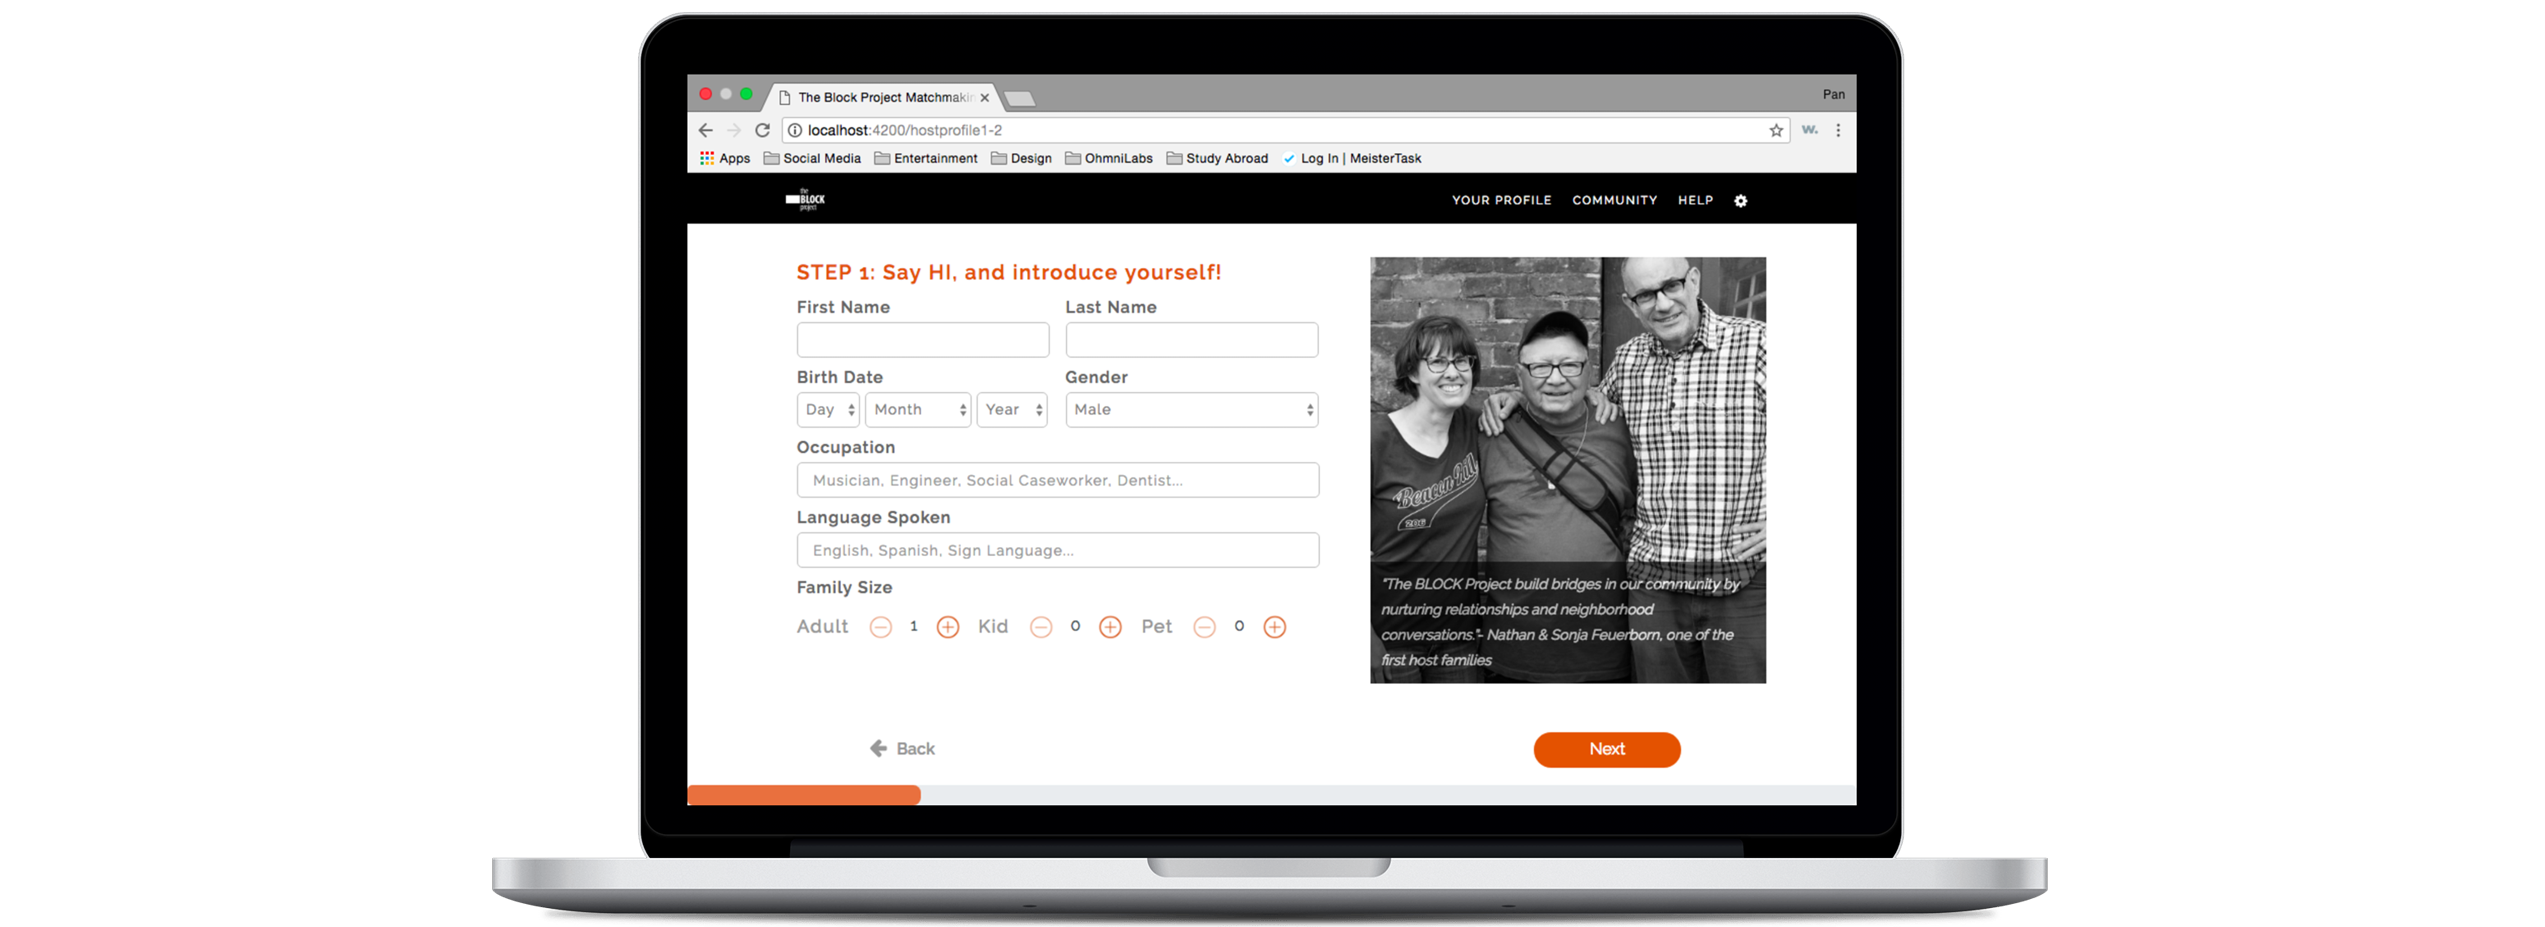 The Block Project Matchmakin
Pan
localhost:4200/hostprofile1-2
w.
Apps Social Media Entertainment Design OhmniLabs Study Abroad Log In | MeisterTask
the
BLOCK
project
YOUR PROFILE COMMUNITY HELP
STEP 1: Say HI, and introduce yourself!
First Name Last Name
Birth Date Gender
Day Month Year Male
Occupation
Musician, Engineer, Social Caseworker, Dentist...
Language Spoken
English, Spanish, Sign Language...
Family Size
Adult 1 Kid 0 Pet 0
Beacon Hill
206
"The BLOCK Project build bridges in our community by
nurturing relationships and neighborhood
conversations."- Nathan & Sonja Feuerborn, one of the
first host families
Back
Next